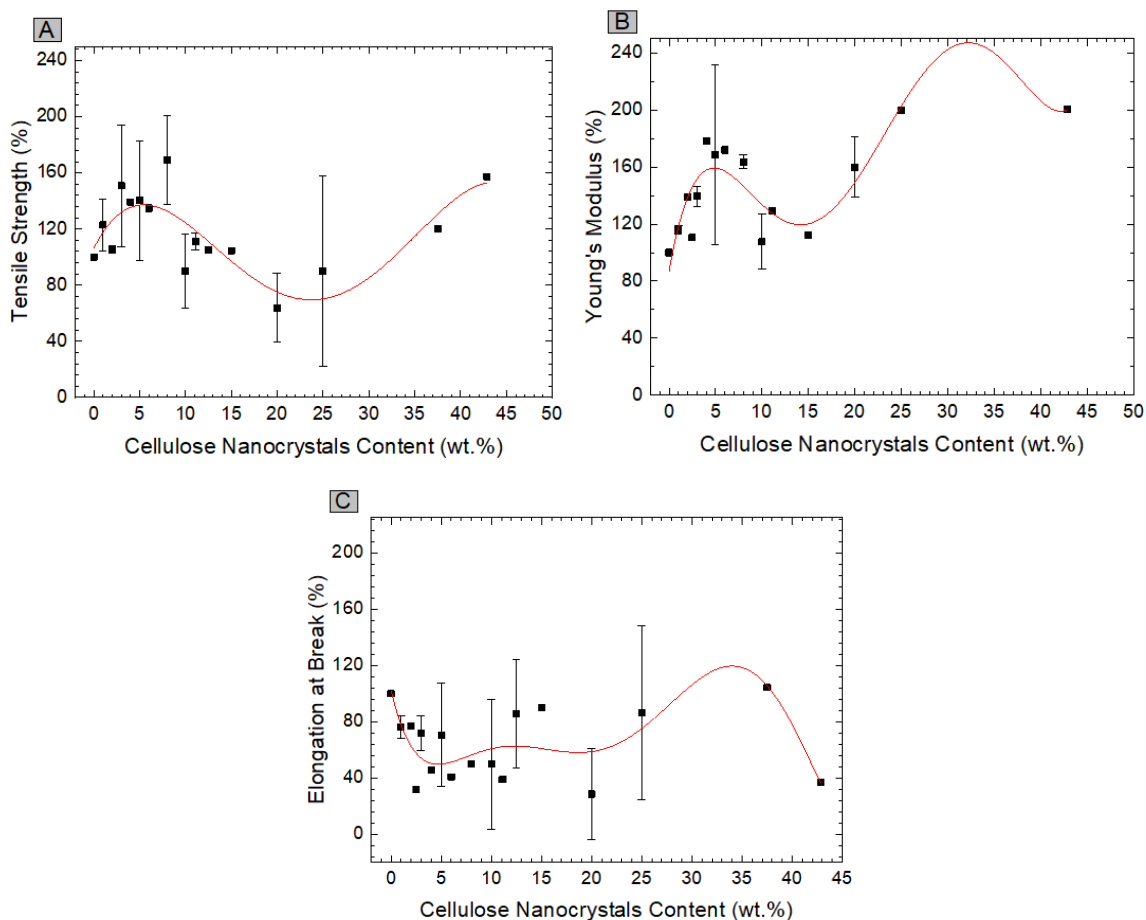 A
Tensile Strength (%)
240
200
160
120
80
40
0
0 5 10 15 20 25 30 35 40 45 50
Cellulose Nanocrystals Content (wt.%)
B
Young's Modulus (%)
240
200
160
120
80
40
0
0 5 10 15 20 25 30 35 40 45 50
Cellulose Nanocrystals Content (wt.%)
C
Elongation at Break (%)
200
160
120
80
40
0
0 5 10 15 20 25 30 35 40 45
Cellulose Nanocrystals Content (wt.%)